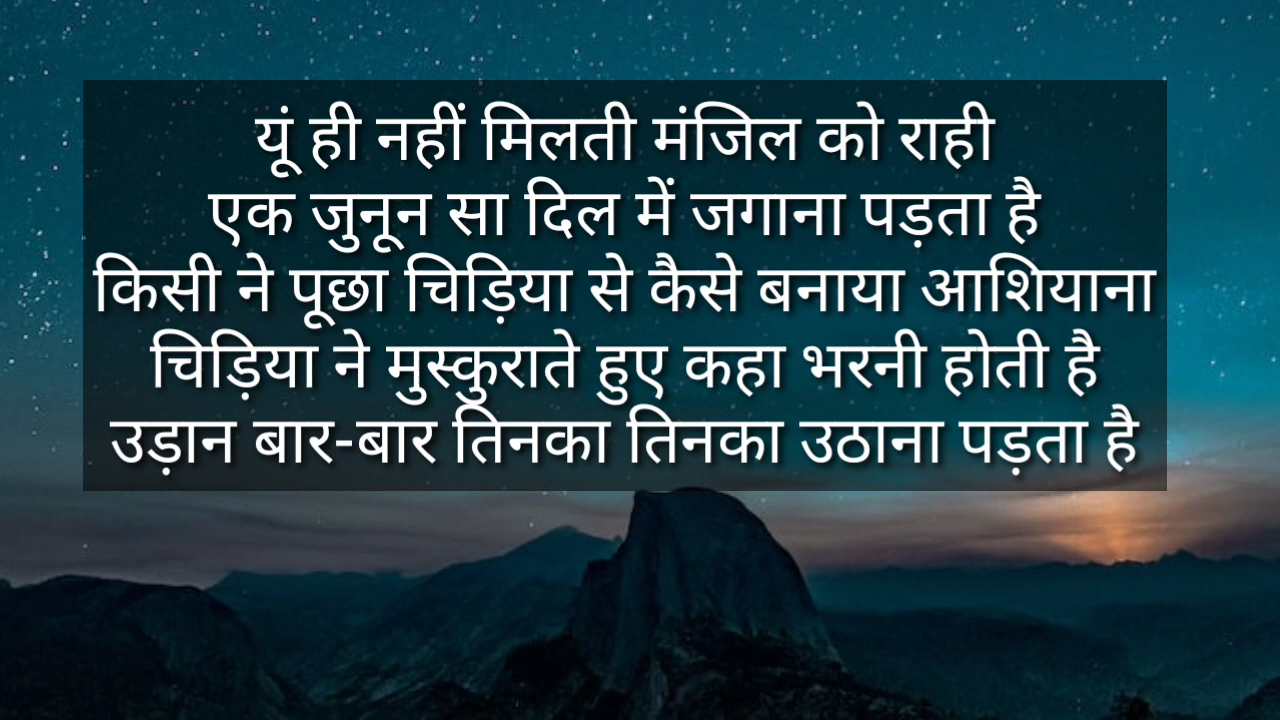 यूं ही नहीं मिलती मंजिल को राही
एक जुनून सा दिल में जगाना पड़ता है
किसी ने पूछा चिड़िया से कैसे बनाया आशियाना
चिड़िया ने मुस्कुराते हुए कहा भरनी होती है
उड़ान बार-बार तिनका तिनका उठाना पड़ता है